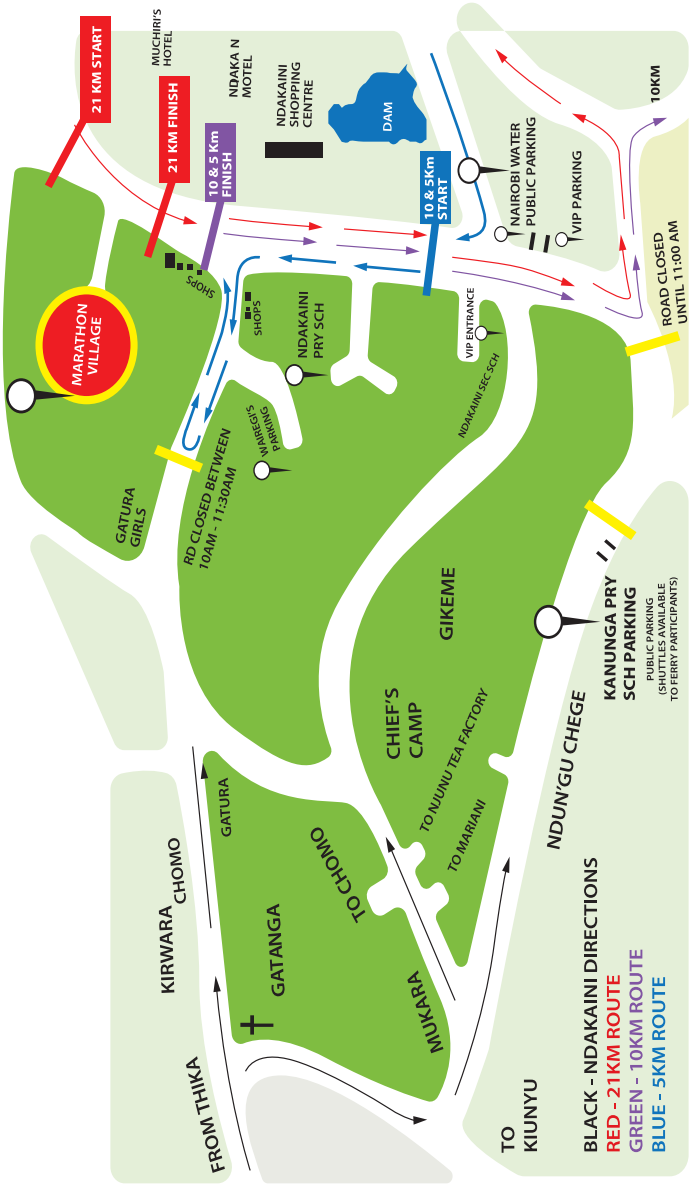 21 KM START
MUCHIRI'S
HOTEL
21 KM FINISH
NDAKA N
MOTEL
10 & 5 Km
FINISH
NDAKAINI
SHOPPING
CENTRE
DAM
10 & 5Km
START
NAIROBI WATER
PUBLIC PARKING
VIP PARKING
10KM
ROAD CLOSED
UNTIL 11:00 AM
MARATHON
VILLAGE
SHOPS
SHOPS
NDAKAINI
PRY SCH
VIP ENTRANCE
NDAKAINI SEC SCH
WAIREGI'S
PARKING
RD CLOSED BETWEEN
10AM - 11:30AM
GATURA
GIRLS
GIKEME
CHIEF'S
CAMP
KANUNGA PRY
SCH PARKING
PUBLIC PARKING
(SHUTTLES AVAILABLE
TO FERRY PARTICIPANTS)
NDUN'GU CHEGE
TO NJUNU TEA FACTORY
TO MARIANI
GATURA
TO CHOMO
KIRWARA
CHOMO
GATANGA
MUKARA
FROM THIKA
TO
KIUNYU
BLACK - NDAKAINI DIRECTIONS
RED - 21KM ROUTE
GREEN - 10KM ROUTE
BLUE - 5KM ROUTE